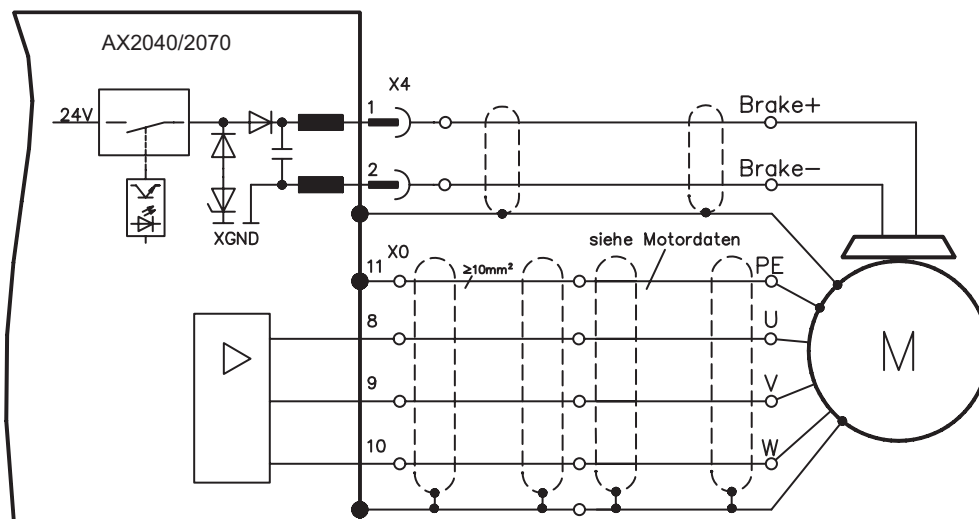 AX2040/2070
X4
24V
1
Brake+
2
Brake−
XGND
siehe Motordaten
X0
11
≥10mm²
PE
8
U
M
9
V
10
W